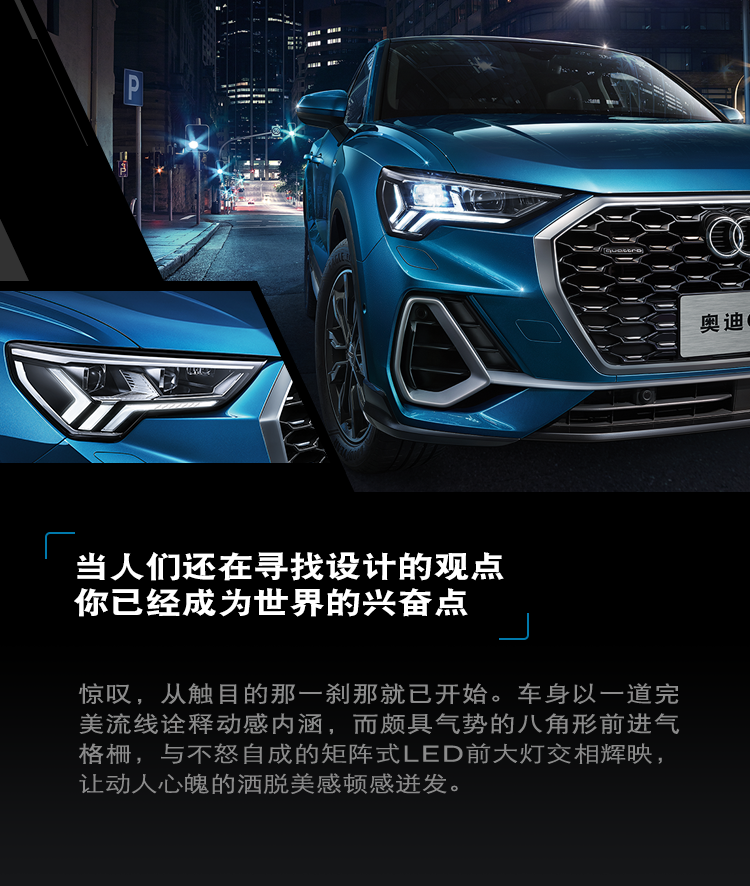 P
quattro
奥迪
当人们还在寻找设计的观点
你已经成为世界的兴奋点
惊叹，从触目的那一刹那就已开始。车身以一道完
美流线诠释动感内涵，而颇具气势的八角形前进气
格栅，与不怒自成的矩阵式LED前大灯交相辉映，
让动人心魄的洒脱美感顿感迸发。